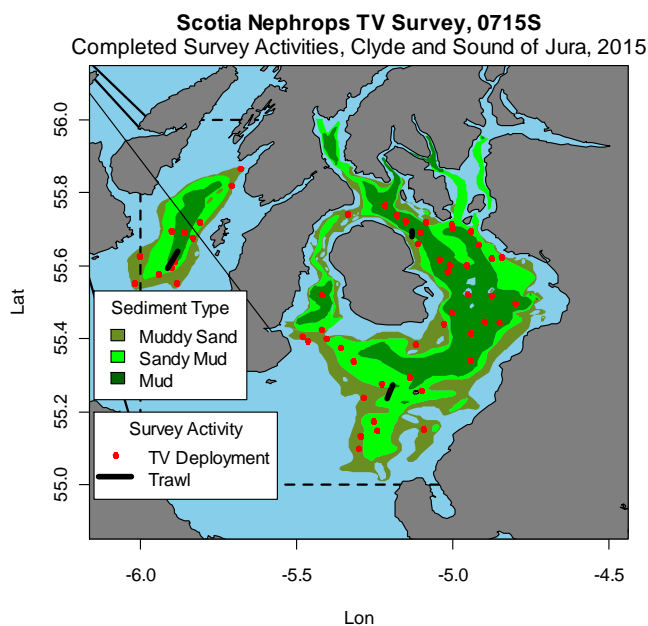 Scotia Nephrops TV Survey, 0715S
Completed Survey Activities, Clyde and Sound of Jura, 2015
Lat
56.0
55.8
55.6
55.4
55.2
55.0
Sediment Type
Muddy Sand
Sandy Mud
Mud
Survey Activity
TV Deployment
Trawl
-6.0
-5.5
-5.0
-4.5
Lon